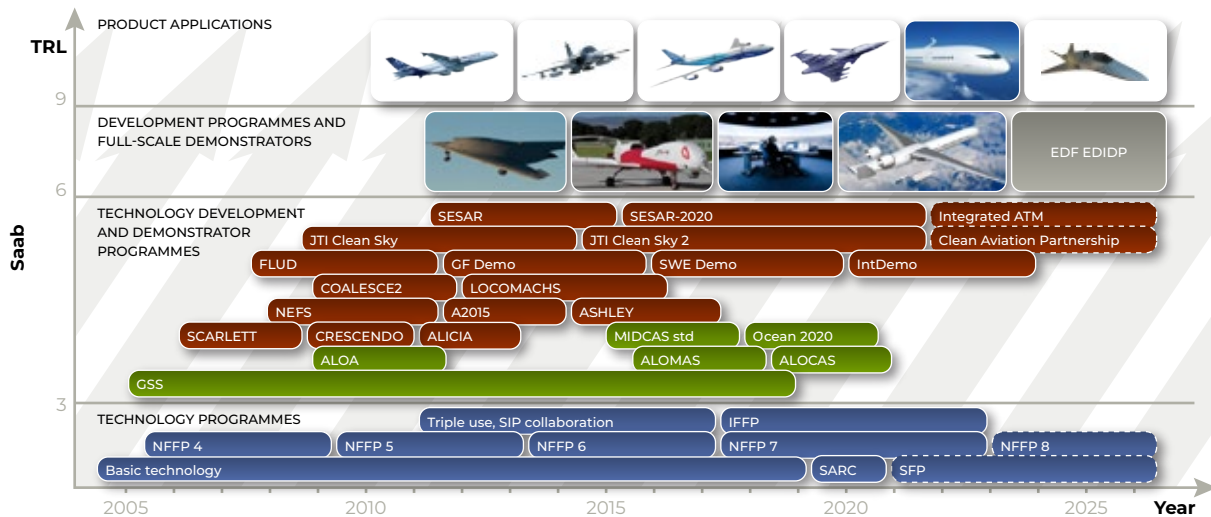 PRODUCT APPLICATIONS
TRL
9
DEVELOPMENT PROGRAMMES AND
FULL-SCALE DEMONSTRATORS
EDF EDIDP
6
TECHNOLOGY DEVELOPMENT
AND DEMONSTRATOR
PROGRAMMES
SESAR
SESAR-2020
Integrated ATM
JTI Clean Sky
JTI Clean Sky 2
Clean Aviation Partnership
Saab
FLUD
GF Demo
SWE Demo
IntDemo
COALESCE2
LOCOMACHS
NEFS
A2015
ASHLEY
SCARLETT
CRESCENDO
ALICIA
MIDCAS std
Ocean 2020
ALOA
ALOMAS
ALOCAS
GSS
3
TECHNOLOGY PROGRAMMES
Triple use, SIP collaboration
IFFP
NFFP 4
NFFP 5
NFFP 6
NFFP 7
NFFP 8
Basic technology
SARC
SFP
2005
2010
2015
2020
2025
Year